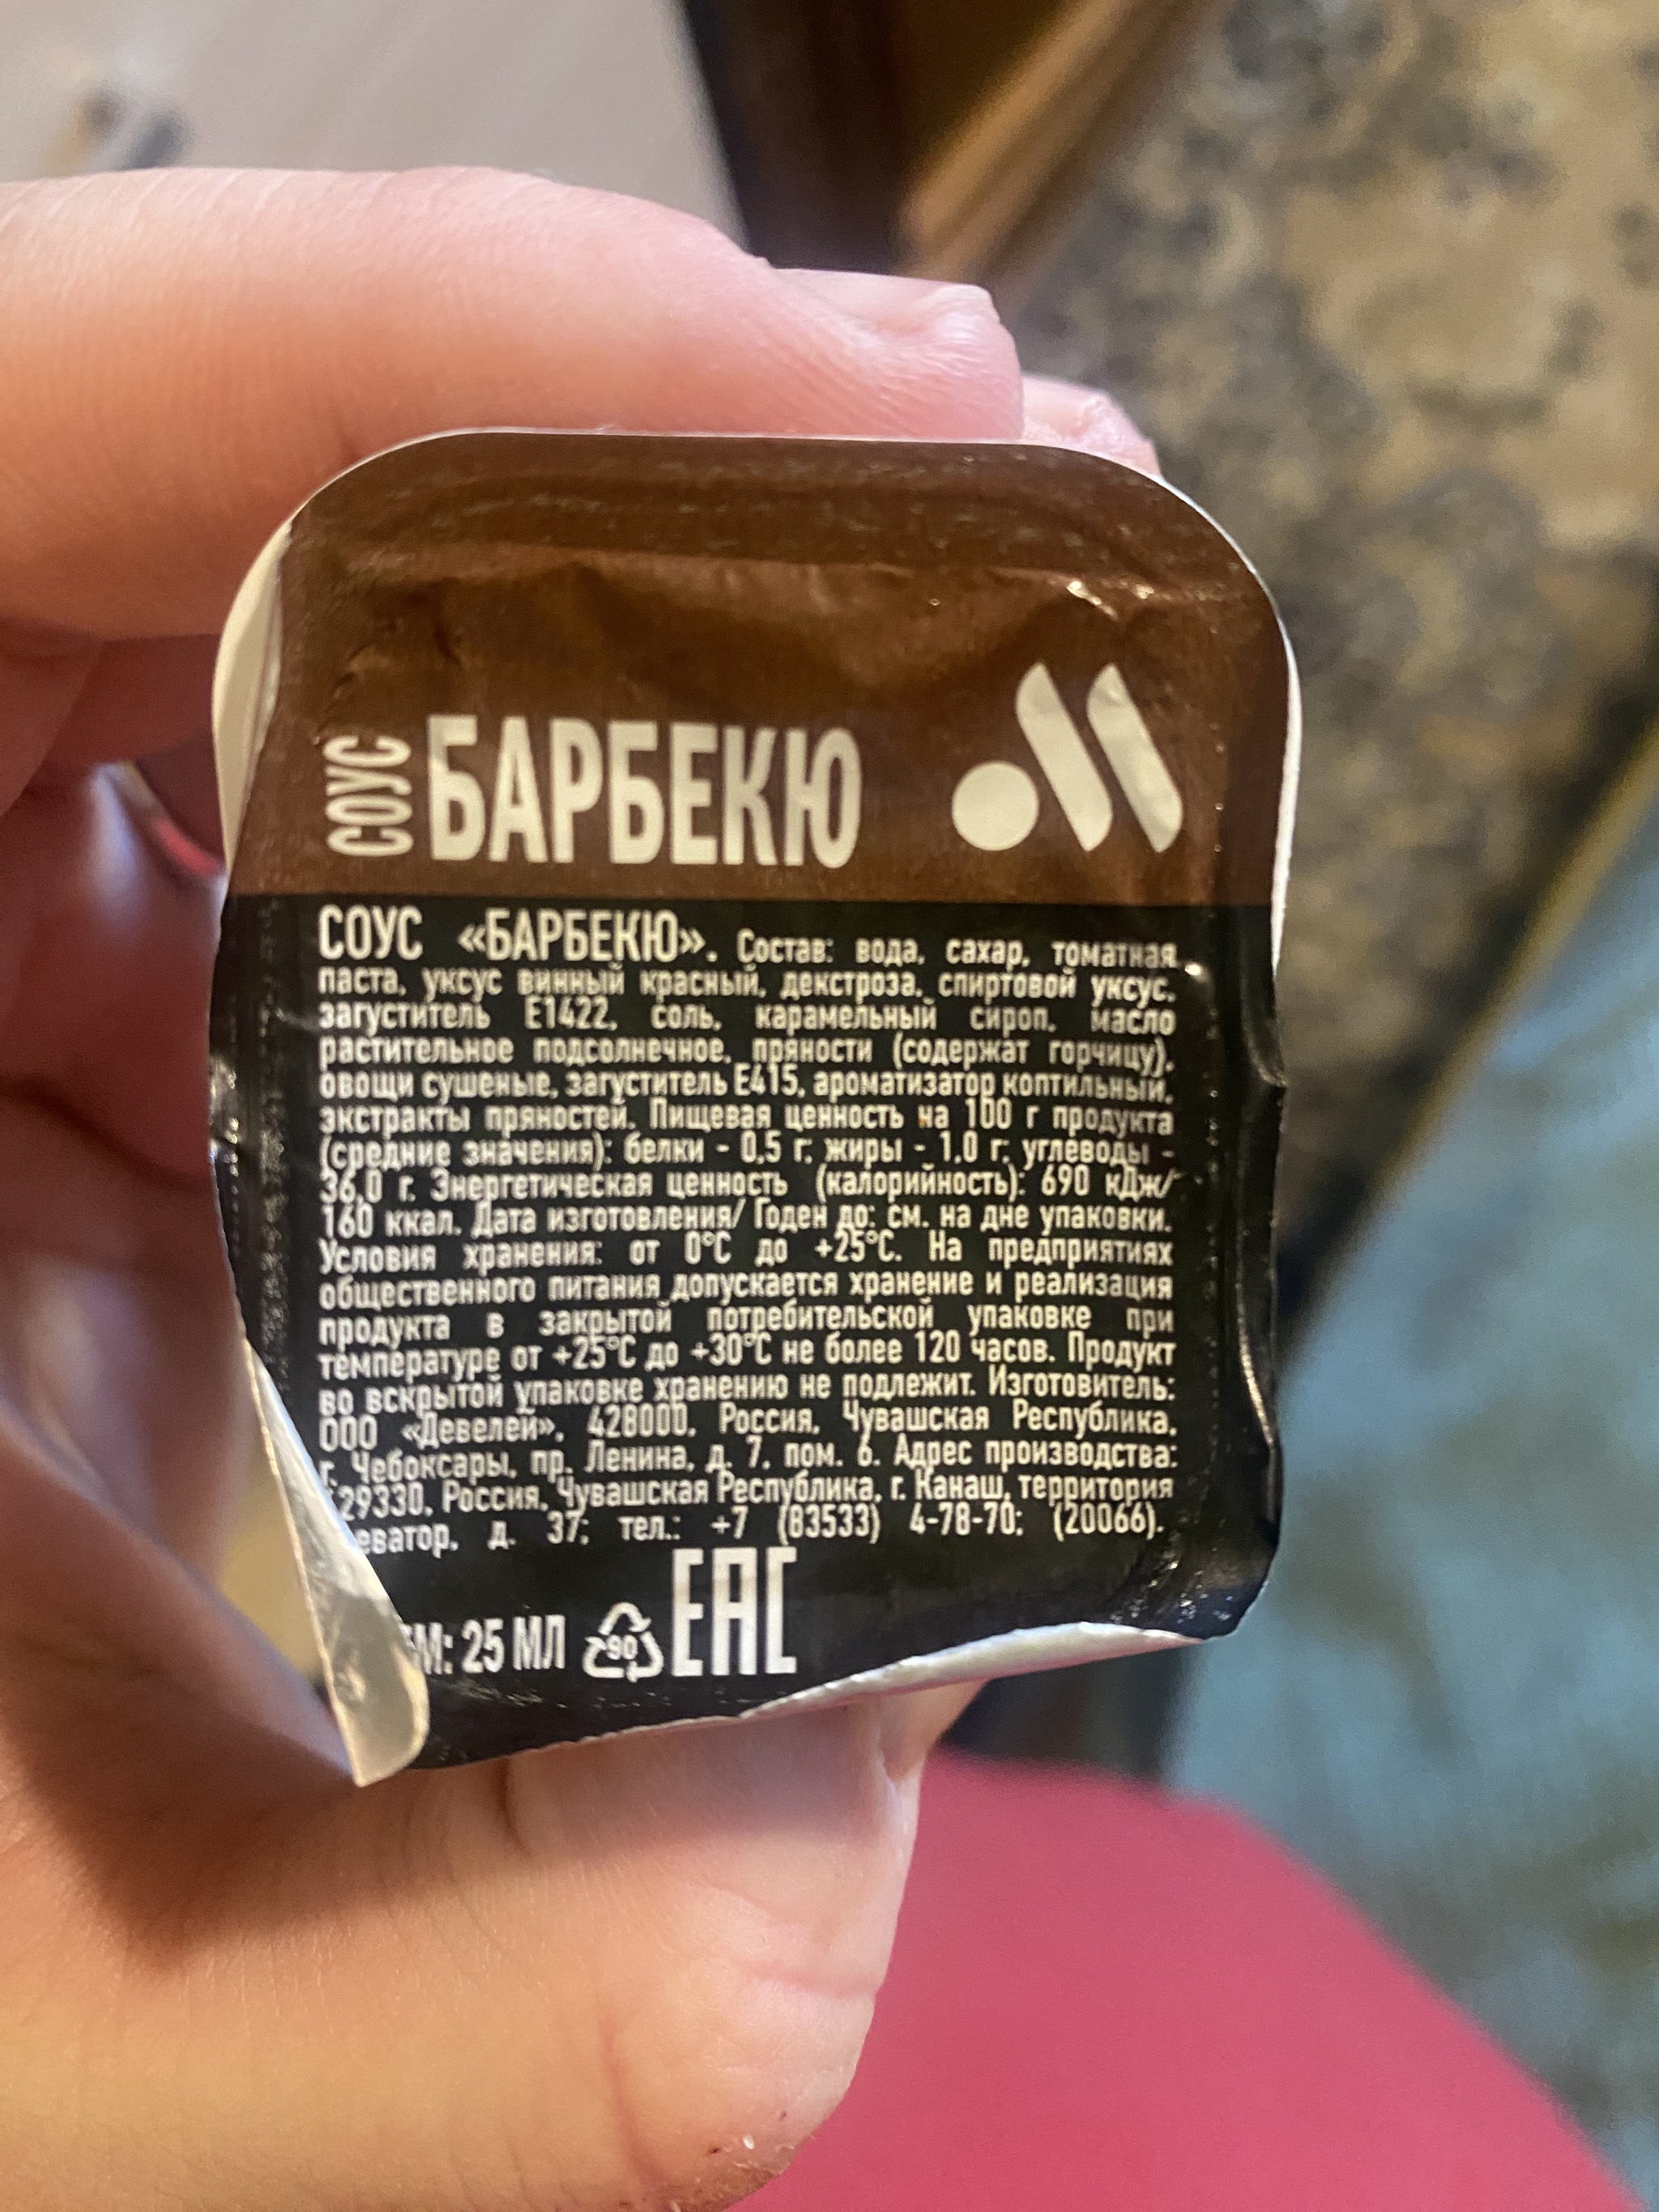 СОУС БАРБЕКЮ
СОУС «БАРБЕКЮ». Состав: вода, сахар, томатная
паста, уксус винный красный, декстроза, спиртовой уксус,
загуститель Е1422, соль, карамельный сироп, масло
растительное подсолнечное, пряности (содержат горчицу),
овощи сушеные, загуститель Е415, ароматизатор коптильный,
экстракты пряностей. Пищевая ценность на 100 г продукта
(средние значения): белки - 0,5 г; жиры - 1,0 г; углеводы -
36,0 г. Энергетическая ценность (калорийность): 690 кДж/
160 ккал. Дата изготовления/ Годен до: см. на дне упаковки.
Условия хранения: от 0°С до +25°С. На предприятиях
общественного питания допускается хранение и реализация
продукта в закрытой потребительской упаковке при
температуре от +25°С до +30°С не более 120 часов. Продукт
во вскрытой упаковке хранению не подлежит. Изготовитель:
ООО «Девелей», 428000, Россия, Чувашская Республика,
г. Чебоксары, пр. Ленина, д. 7, пом. 6. Адрес производства:
29330, Россия, Чувашская Республика, г. Канаш, территория
еватор, д. 37; тел.: +7 (83533) 4-78-70; (20066).
М: 25 МЛ 90 ЕАС